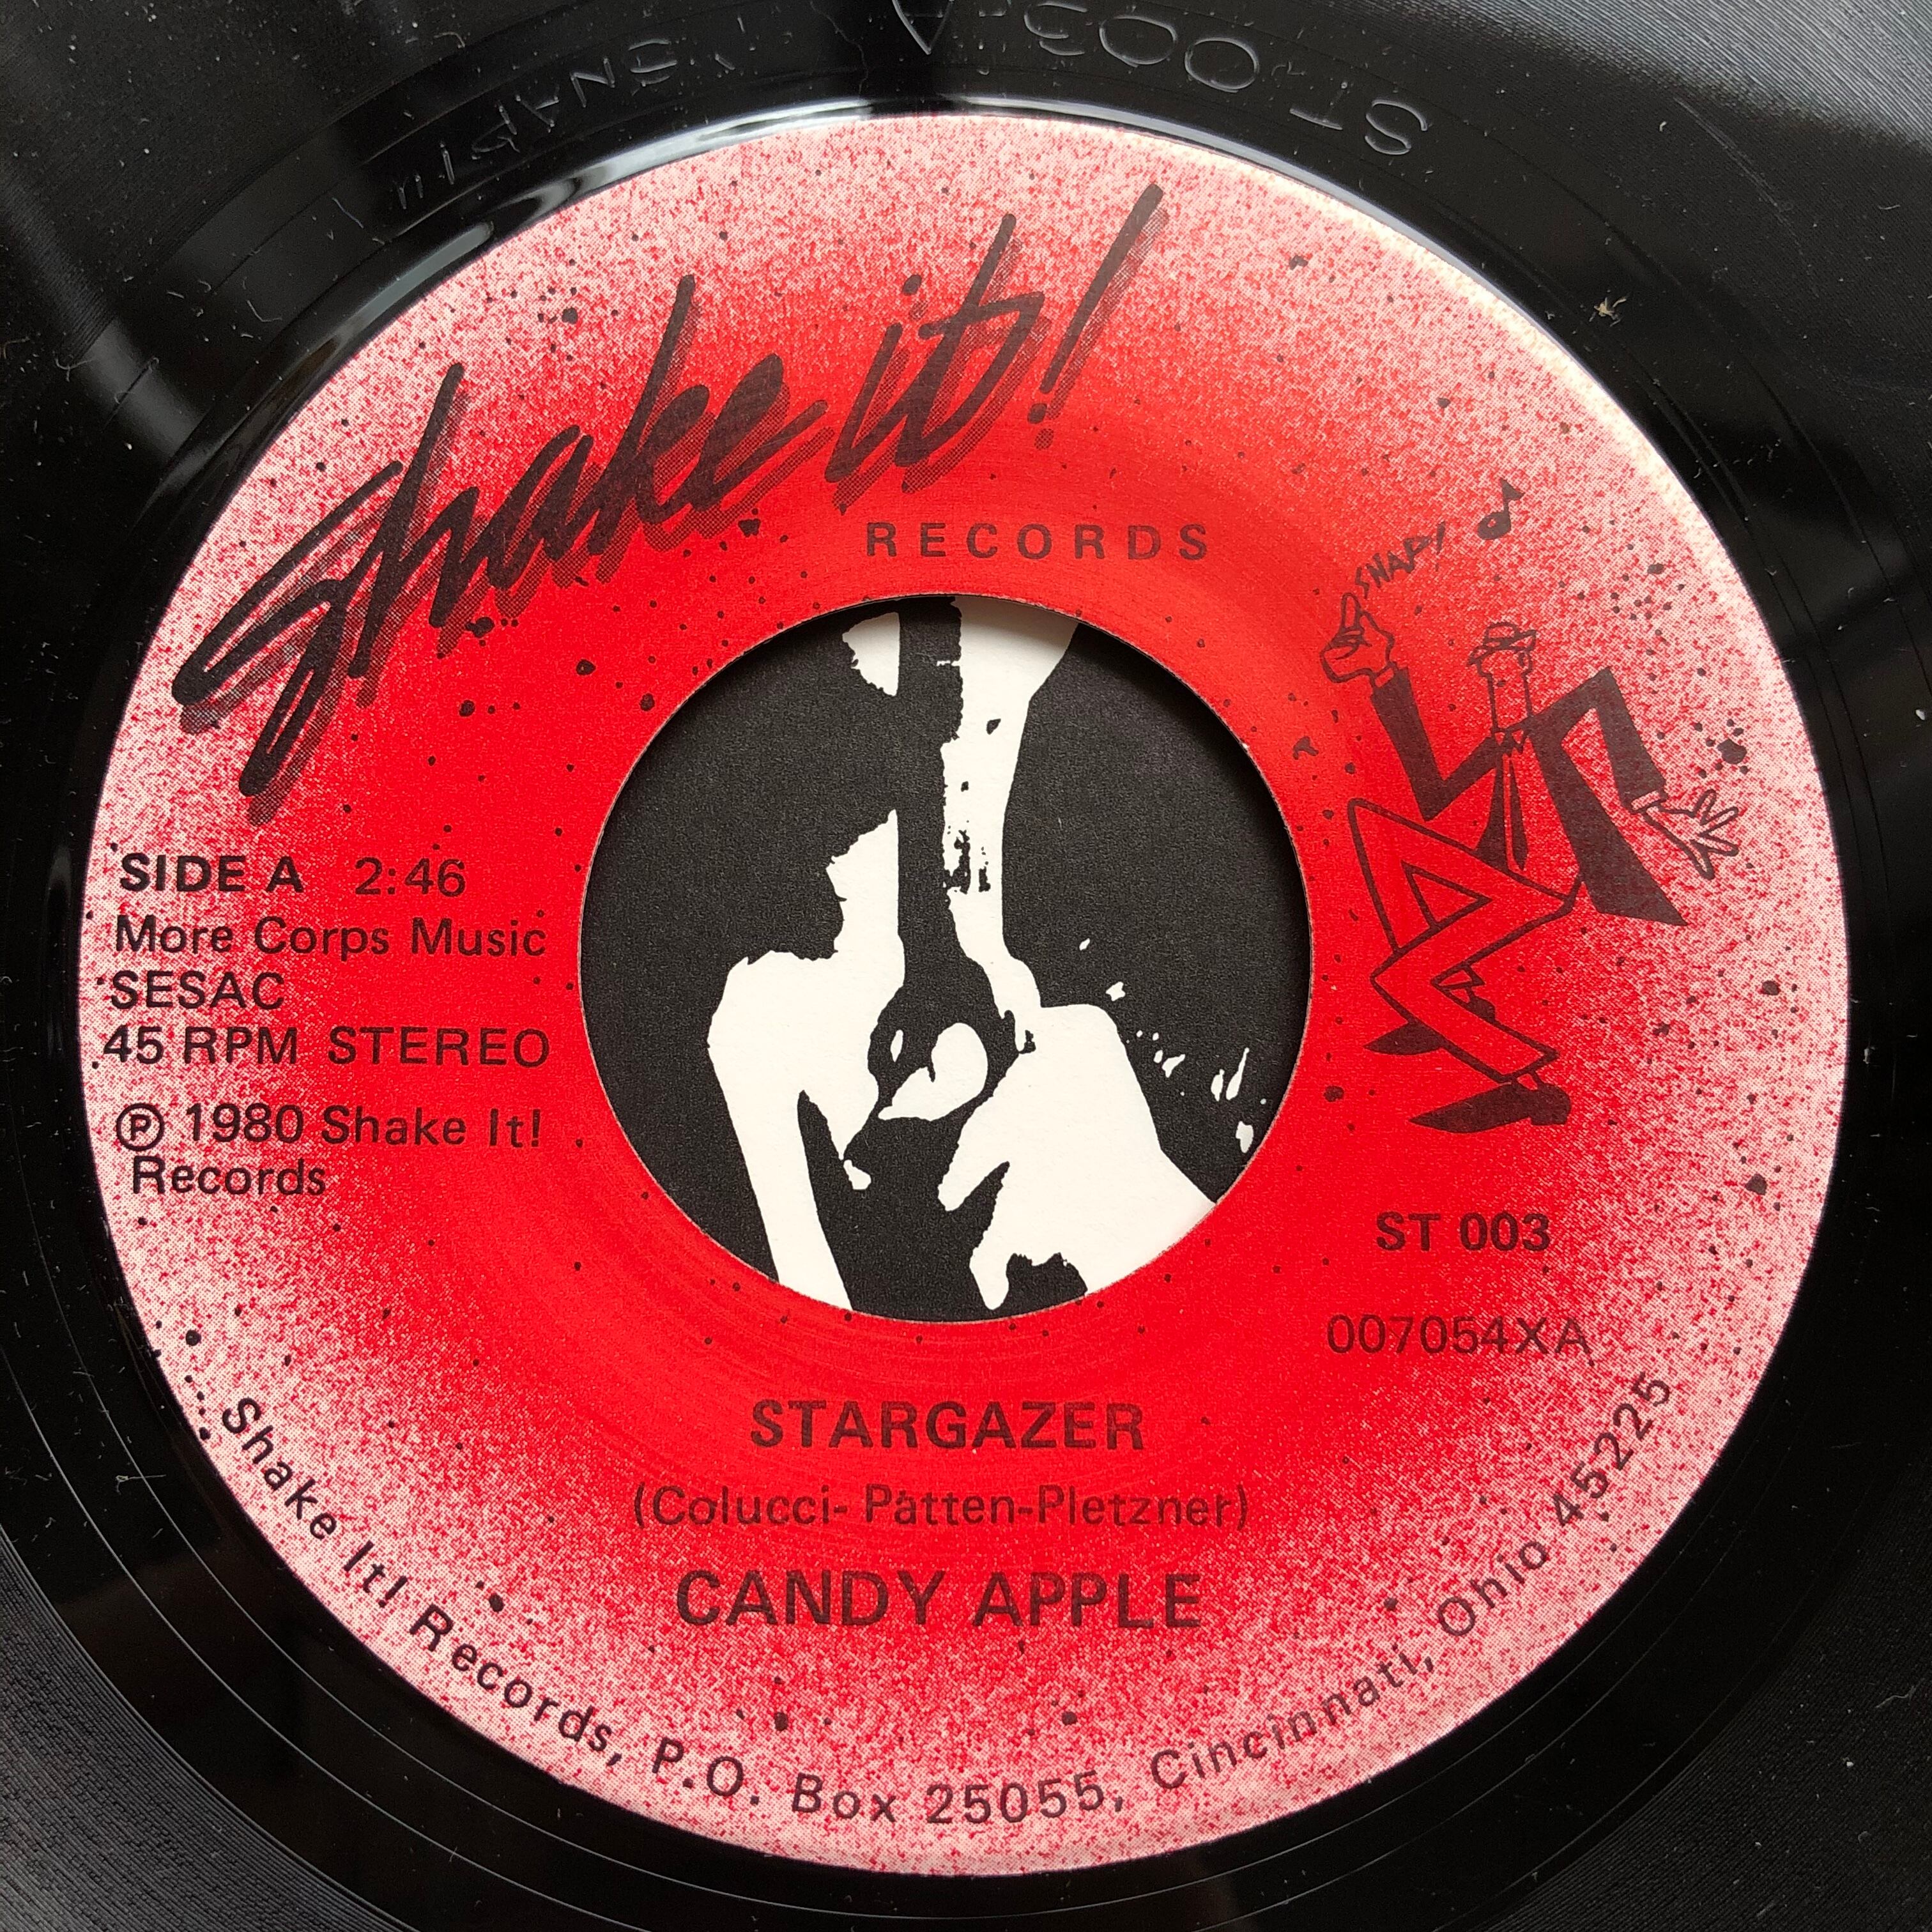 ST 003-A "SNAP!"
Shake it!
RECORDS
SNAP!
SIDE A 2:46
More Corps Music
SESAC
45 RPM STEREO
Ⓟ 1980 Shake It!
Records
ST 003
007054XA
STARGAZER
(Colucci- Patten-Pletzner)
CANDY APPLE
Shake It! Records, P.O. Box 25055, Cincinnati, Ohio 45225